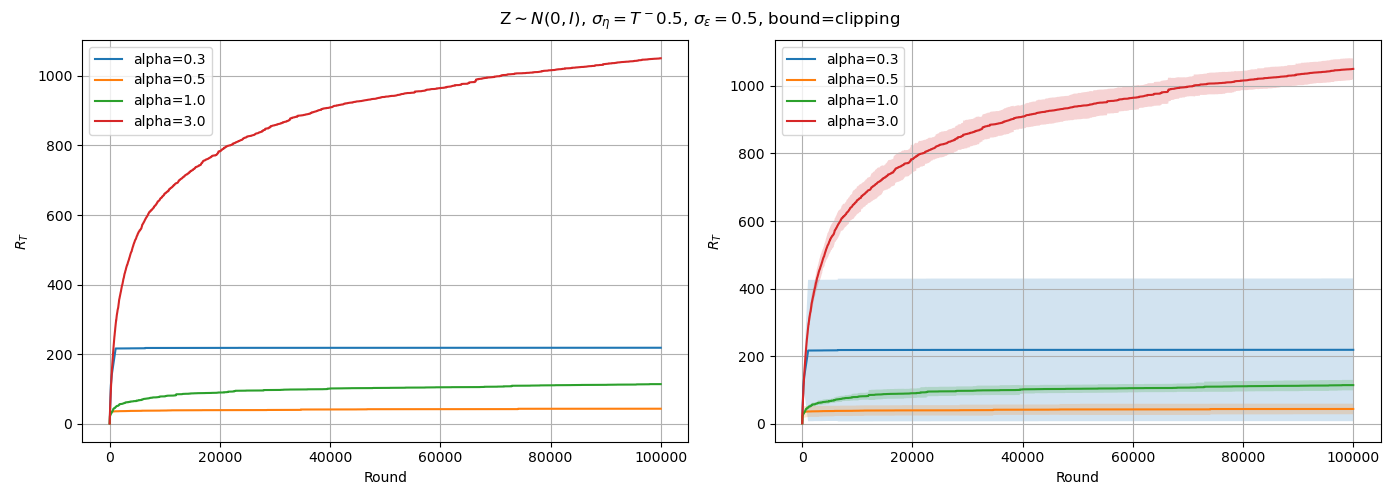 Z ∼ N(0, I), σ_η = T⁻0.5, σ_ε = 0.5, bound=clipping
alpha=0.3
alpha=0.5
alpha=1.0
alpha=3.0
1000
800
600
400
200
0
R_T
0 20000 40000 60000 80000 100000
Round
alpha=0.3
alpha=0.5
alpha=1.0
alpha=3.0
1000
800
600
400
200
0
R_T
0 20000 40000 60000 80000 100000
Round